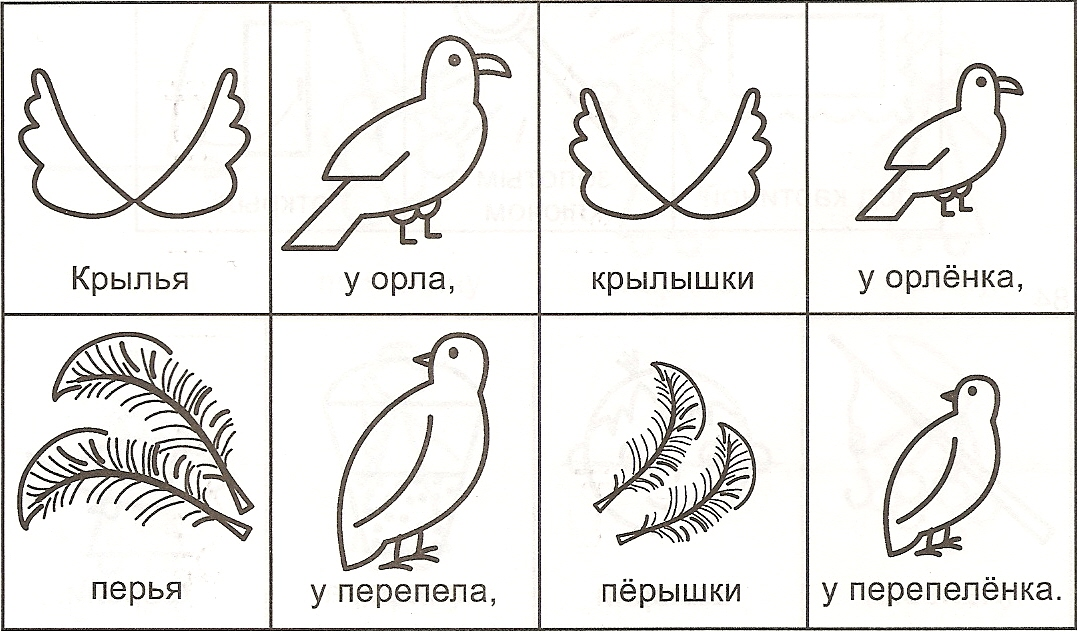 Крылья у орла, крылышки у орлёнка,
перья у перепела, пёрышки у перепелёнка.